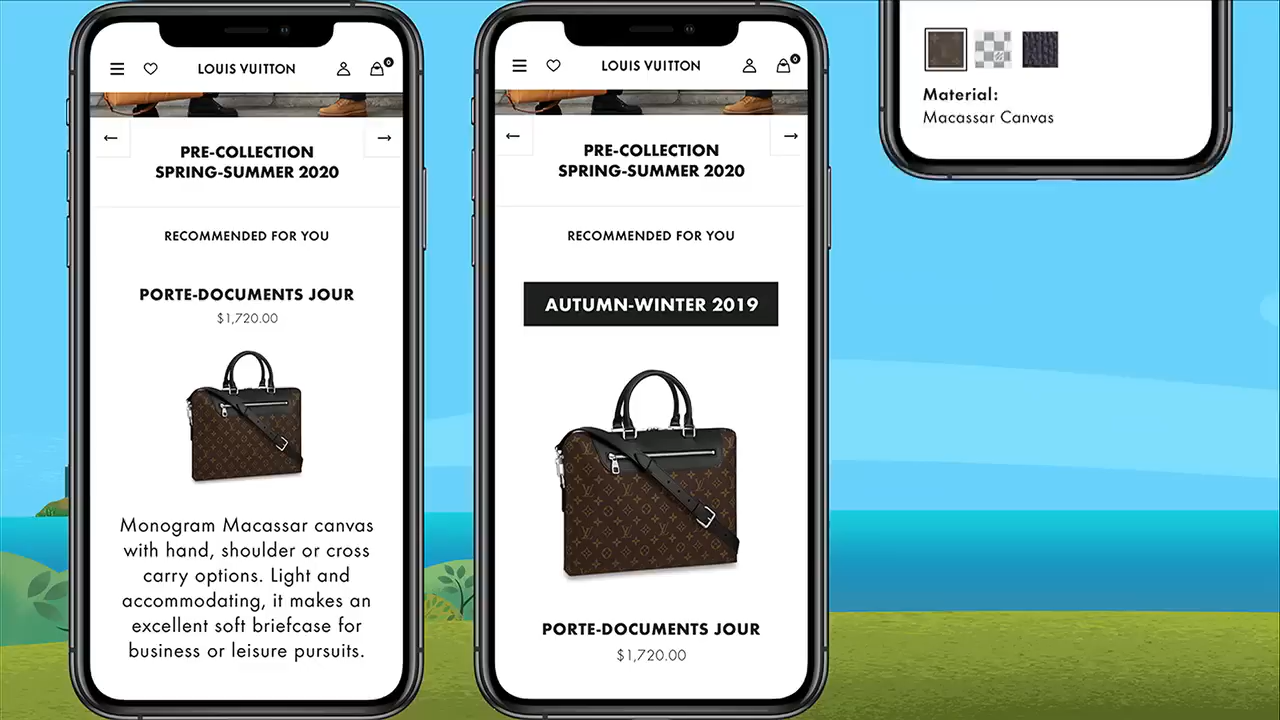 LOUIS VUITTON
PRE-COLLECTION
SPRING-SUMMER 2020
RECOMMENDED FOR YOU
PORTE-DOCUMENTS JOUR
$1,720.00
Monogram Macassar canvas
with hand, shoulder or cross
carry options. Light and
accommodating, it makes an
excellent soft briefcase for
business or leisure pursuits.
LOUIS VUITTON
PRE-COLLECTION
SPRING-SUMMER 2020
RECOMMENDED FOR YOU
AUTUMN-WINTER 2019
PORTE-DOCUMENTS JOUR
$1,720.00
Material:
Macassar Canvas